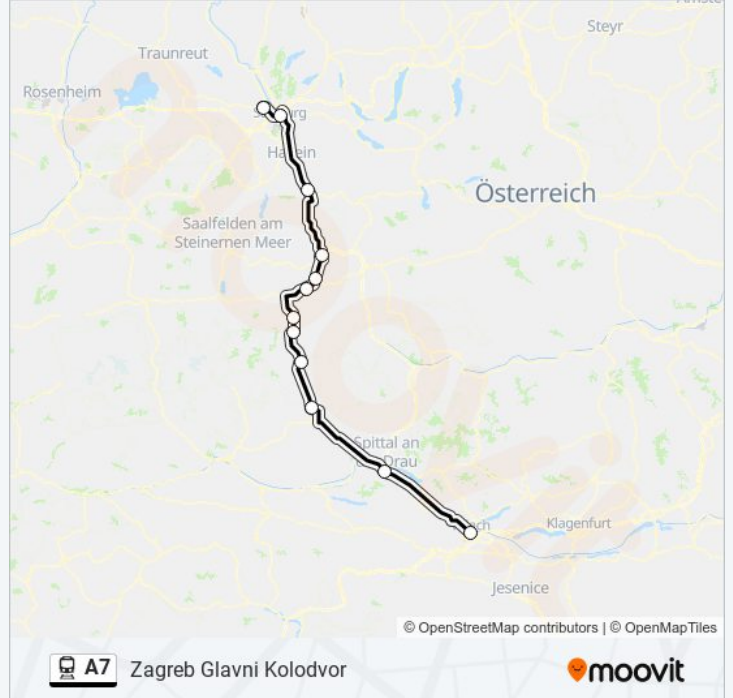 Steyr
Traunreut
Rosenheim
Österreich
Saalfelden am
Steinernen Meer
Spittal an
Klagenfurt
Jesenice
© OpenStreetMap contributors | © OpenMapTiles
A7 Zagreb Glavni Kolodvor
moovit